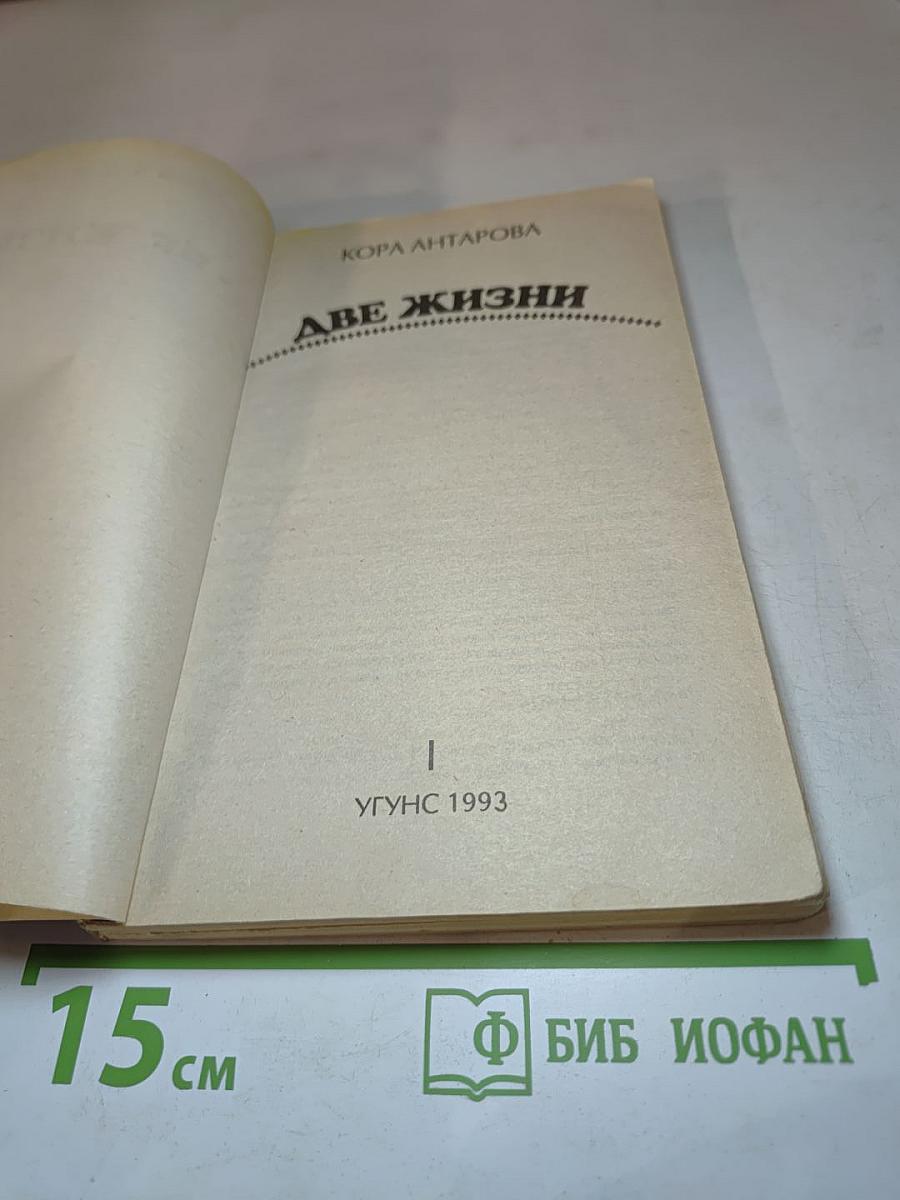 КОРА АНТАРОВА
ДВЕ ЖИЗНИ
I
УГУНС 1993
15 см
Ф БИБ ИОФАН